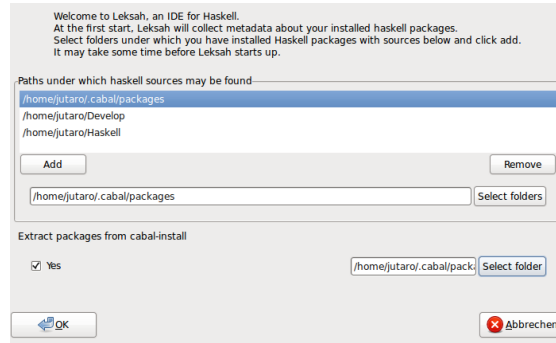 Welcome to Leksah, an IDE for Haskell.
At the first start, Leksah will collect metadata about your installed haskell packages.
Select folders under which you have installed Haskell packages with sources below and click add.
It may take some time before Leksah starts up.
Paths under which haskell sources may be found
/home/jutaro/.cabal/packages
/home/jutaro/Develop
/home/jutaro/Haskell
Add Remove
/home/jutaro/.cabal/packages Select folders
Extract packages from cabal-install
Yes /home/jutaro/.cabal/packa Select folder
OK Abbrechen